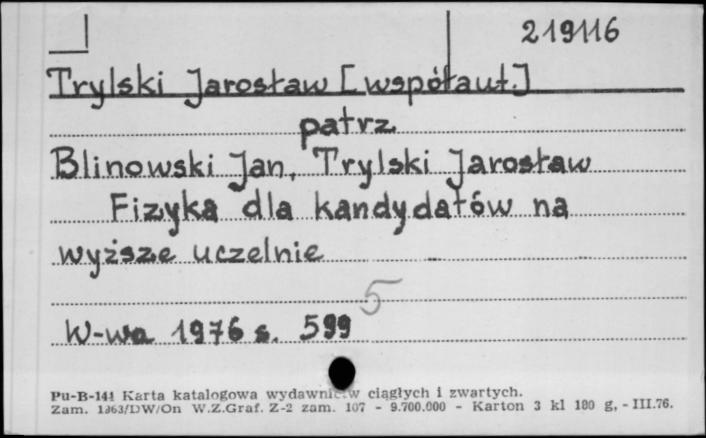 219116
Trylski Jarosław [współaut.]
patrz
Blinowski Jan, Trylski Jarosław
Fizyka dla kandydatów na
wyższe uczelnie
5
W-wa 1976 s. 599
Pu-B-141 Karta katalogowa wydawnictw ciągłych i zwartych.
Zam. 1363/DW/On W.Z.Graf. Z-2 zam. 107 - 9.700.000 - Karton 3 kl 180 g, - III.76.